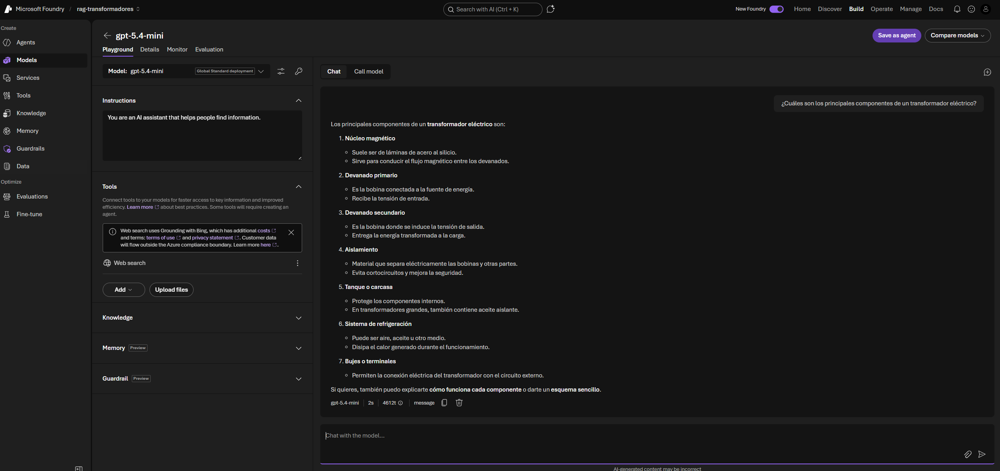 Microsoft Foundry / rag-transformadores
Search with AI (Ctrl + K)
New Foundry
Home
Discover
Build
Operate
Manage
Docs
Create
Agents
Models
Services
Tools
Knowledge
Memory
Guardrails
Data
Optimize
Evaluations
Fine-tune
gpt-5.4-mini
Save as agent
Compare models
Playground
Details
Monitor
Evaluation
Model: gpt-5.4-mini
Global Standard deployment
Instructions
You are an AI assistant that helps people find information.
Tools
Connect tools to your models for faster access to key information and improved
efficiency. Learn more about best practices. Some tools will require creating an
agent.
Web search uses Grounding with Bing, which has additional costs
and terms: terms of use and privacy statement. Customer data
will flow outside the Azure compliance boundary. Learn more here.
Web search
Add
Upload files
Knowledge
Memory Preview
Guardrail Preview
Chat
Call model
¿Cuáles son los principales componentes de un transformador eléctrico?
Los principales componentes de un transformador eléctrico son:
1. Núcleo magnético
Suele ser de láminas de acero al silicio.
Sirve para conducir el flujo magnético entre los devanados.
2. Devanado primario
Es la bobina conectada a la fuente de energía.
Recibe la tensión de entrada.
3. Devanado secundario
Es la bobina donde se induce la tensión de salida.
Entrega la energía transformada a la carga.
4. Aislamiento
Material que separa eléctricamente las bobinas y otras partes.
Evita cortocircuitos y mejora la seguridad.
5. Tanque o carcasa
Protege los componentes internos.
En transformadores grandes, también contiene aceite aislante.
6. Sistema de refrigeración
Puede ser aire, aceite u otro medio.
Disipa el calor generado durante el funcionamiento.
7. Bujes o terminales
Permiten la conexión eléctrica del transformador con el circuito externo.
Si quieres, también puedo explicarte cómo funciona cada componente o darte un esquema sencillo.
gpt-5.4-mini
2s
4612t
message
Chat with the model...
AI-generated content may be incorrect